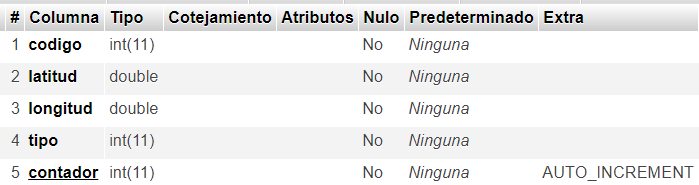 # Columna Tipo Cotejamiento Atributos Nulo Predeterminado Extra
1 codigo int(11) No Ninguna
2 latitud double No Ninguna
3 longitud double No Ninguna
4 tipo int(11) No Ninguna
5 contador int(11) No Ninguna AUTO_INCREMENT